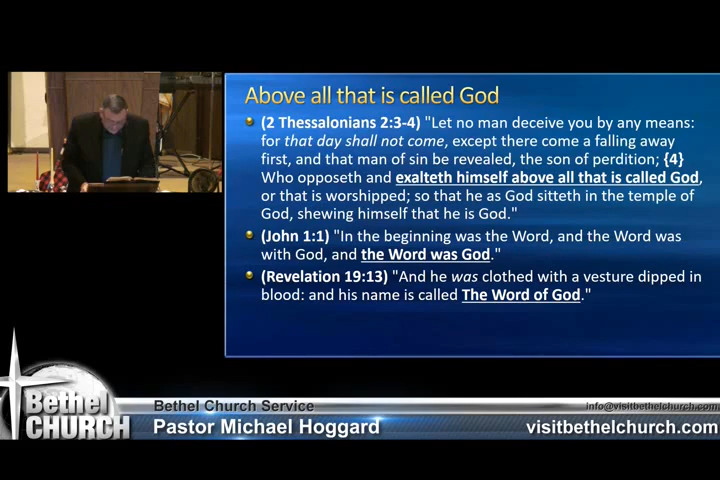 Above all that is called God
(2 Thessalonians 2:3-4) "Let no man deceive you by any means:
for that day shall not come, except there come a falling away
first, and that man of sin be revealed, the son of perdition; {4}
Who opposeth and exalteth himself above all that is called God,
or that is worshipped; so that he as God sitteth in the temple of
God, shewing himself that he is God."
(John 1:1) "In the beginning was the Word, and the Word was
with God, and the Word was God."
(Revelation 19:13) "And he was clothed with a vesture dipped in
blood: and his name is called The Word of God."
Bethel
CHURCH
Bethel Church Service
info@visitbethelchurch.com
Pastor Michael Hoggard
visitbethelchurch.com